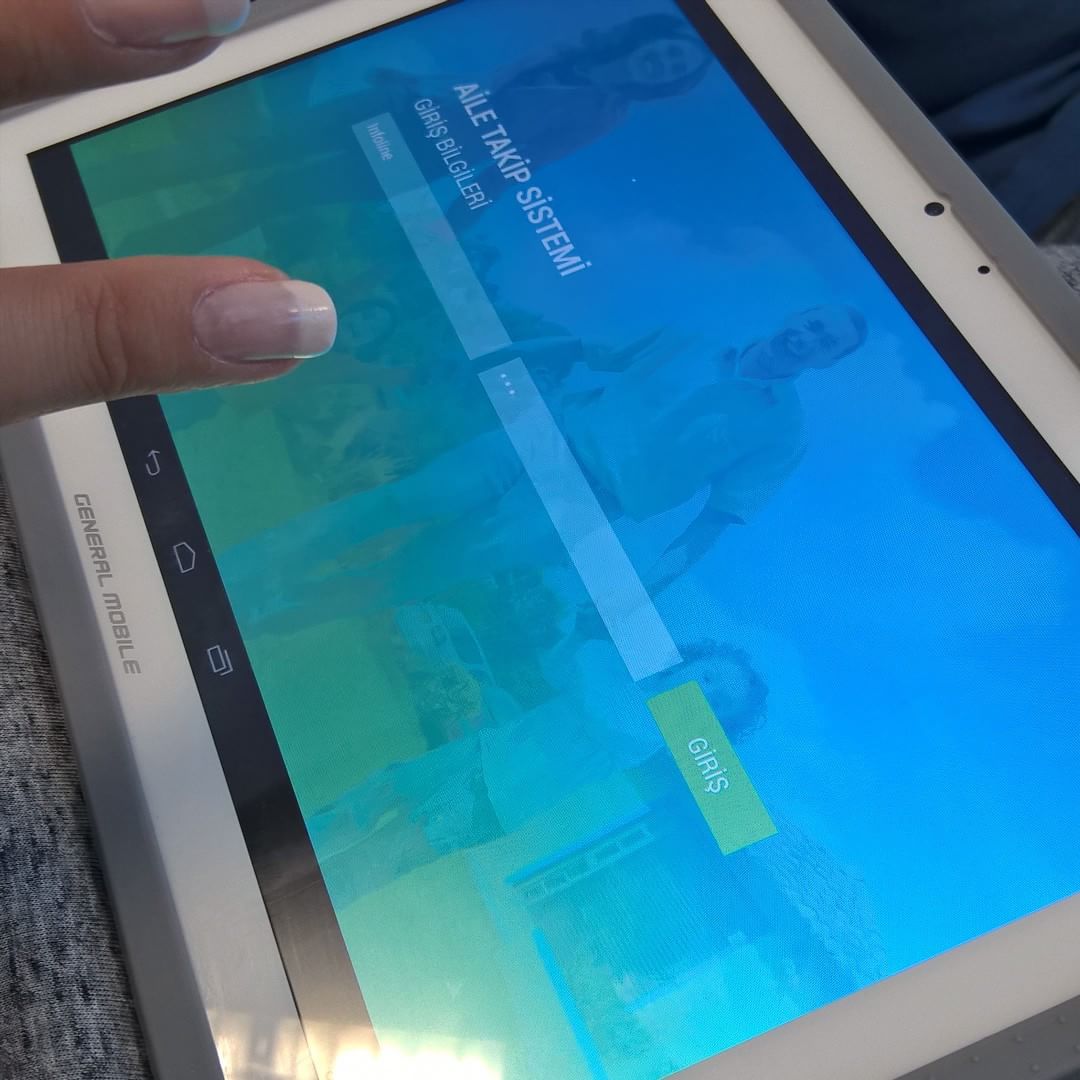 AİLE TAKİP SİSTEMİ
GİRİŞ BİLGİLERİ
Infoline
***
GİRİŞ
GENERAL MOBILE